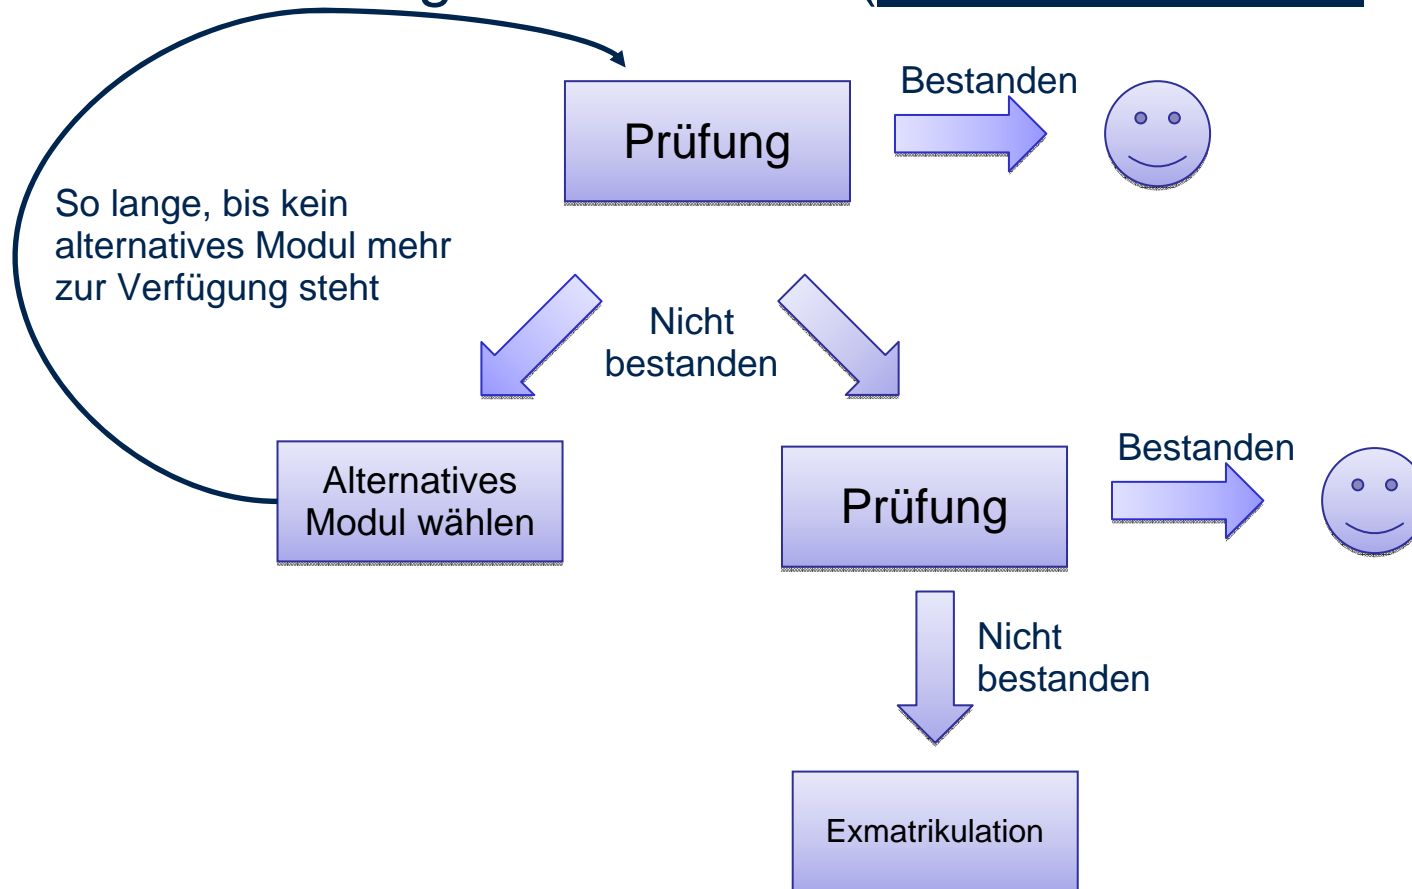 (
Bestanden
Prüfung
So lange, bis kein
alternatives Modul mehr
zur Verfügung steht
Nicht
bestanden
Alternatives
Modul wählen
Prüfung
Bestanden
Nicht
bestanden
Exmatrikulation